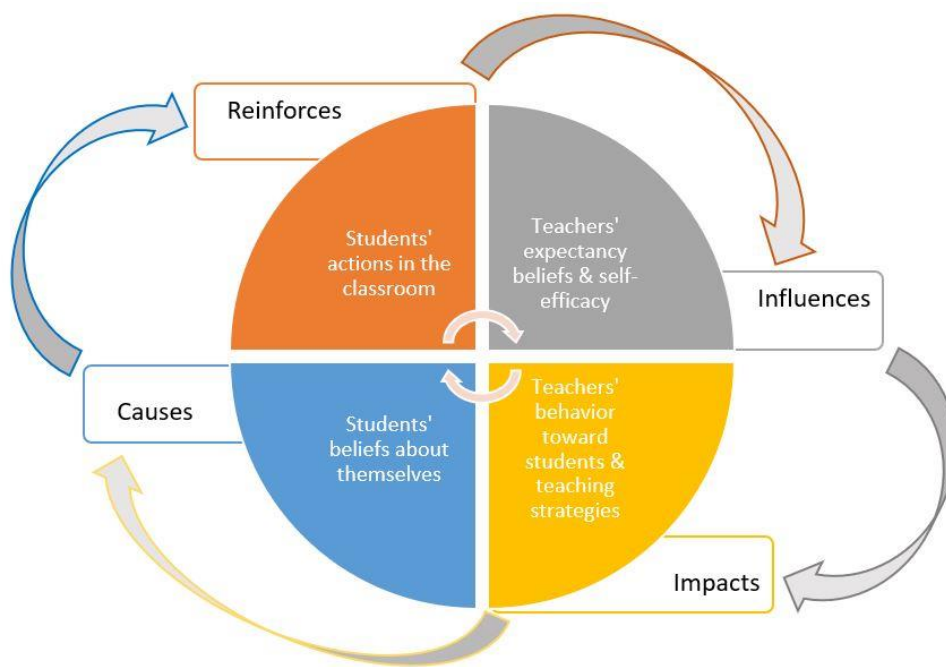 Reinforces
Students'
actions in the
classroom
Teachers'
expectancy
beliefs & self-
efficacy
Influences
Causes
Students'
beliefs about
themselves
Teachers'
behavior
toward
students &
teaching
strategies
Impacts